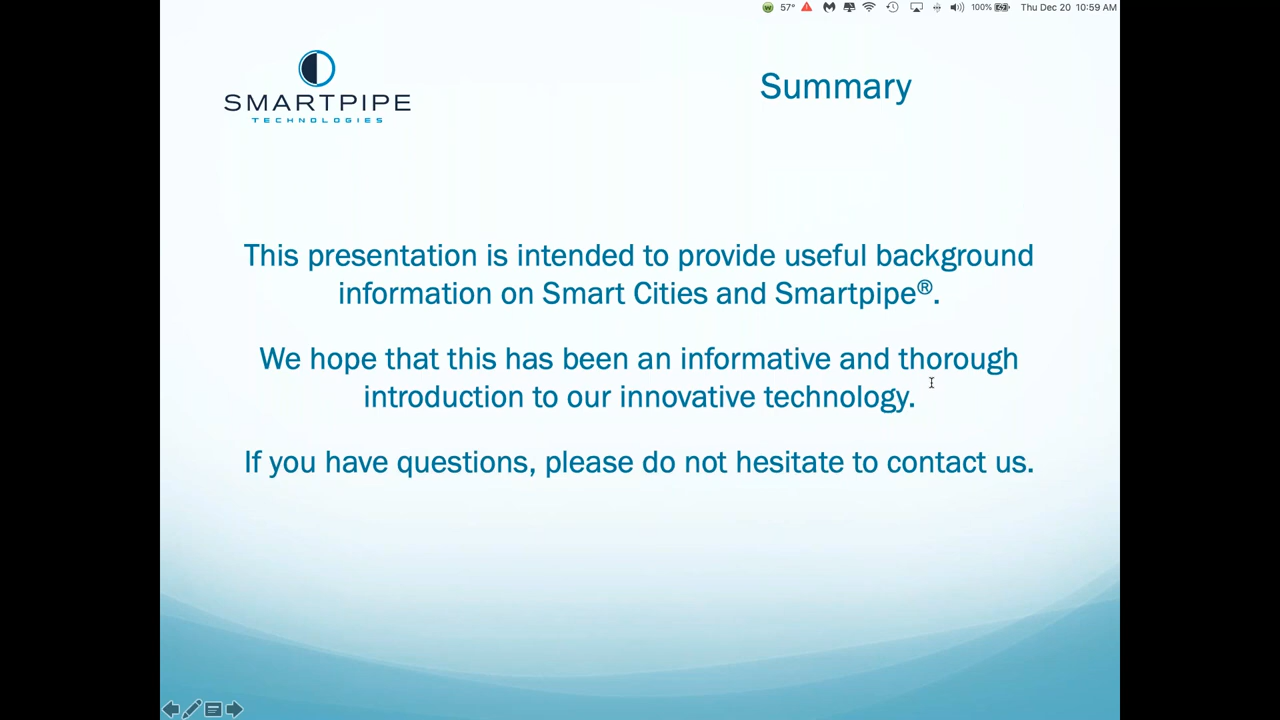 57° 100% Thu Dec 20 10:59 AM
SMARTPIPE
TECHNOLOGIES
Summary
This presentation is intended to provide useful background
information on Smart Cities and Smartpipe®.
We hope that this has been an informative and thorough
introduction to our innovative technology.
If you have questions, please do not hesitate to contact us.